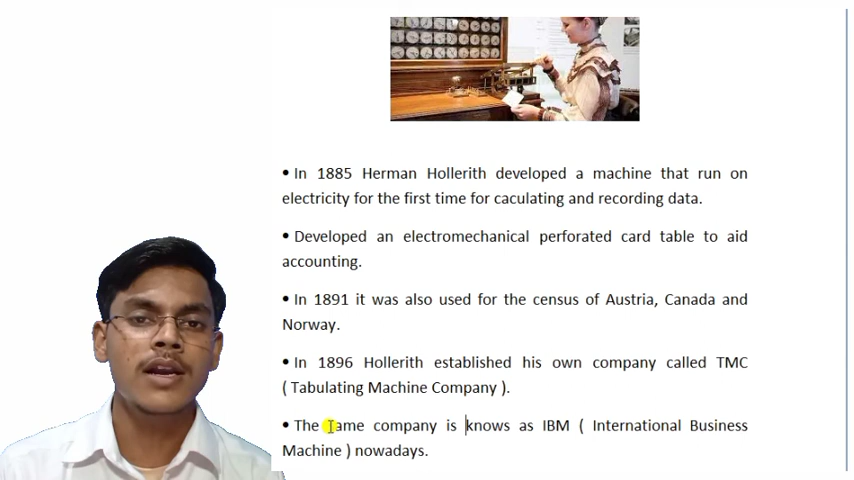 • In 1885 Herman Hollerith developed a machine that run on
electricity for the first time for caculating and recording data.
• Developed an electromechanical perforated card table to aid
accounting.
• In 1891 it was also used for the census of Austria, Canada and
Norway.
• In 1896 Hollerith established his own company called TMC
( Tabulating Machine Company ).
• The same company is knows as IBM ( International Business
Machine ) nowadays.